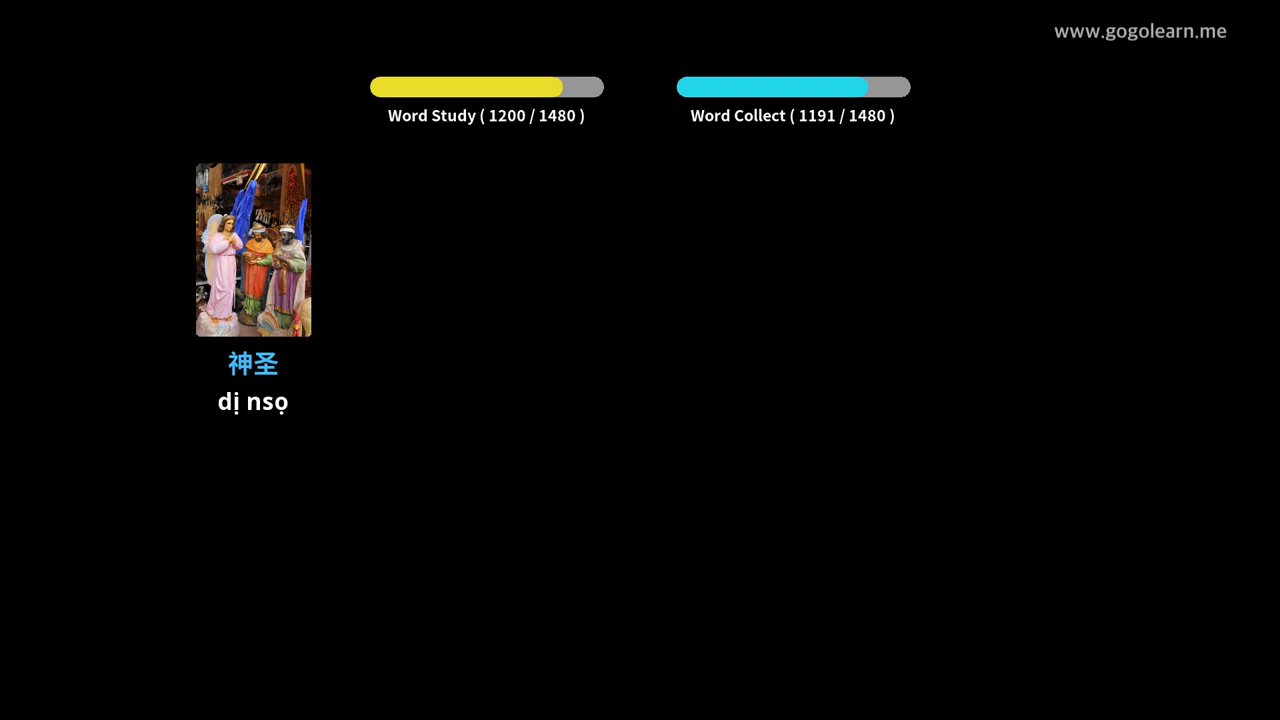 www.gogolearn.me
Word Study ( 1200 / 1480 )
Word Collect ( 1191 / 1480 )
神圣
dị nsọ